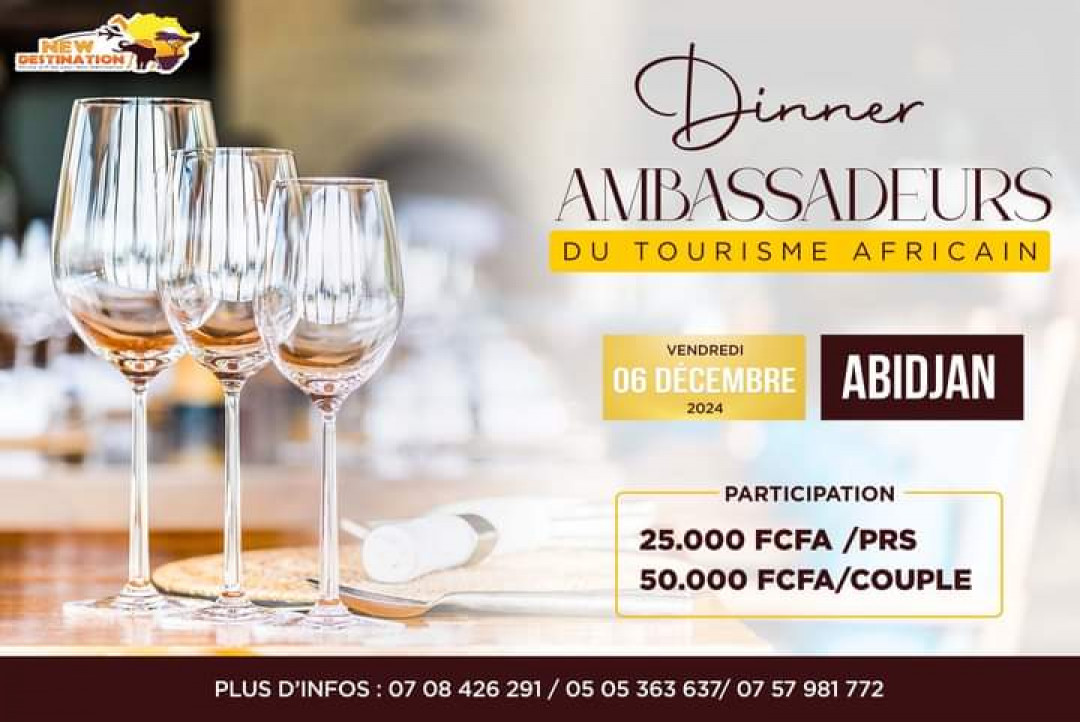 NEW
DESTINATION
Dinner
AMBASSADEURS
DU TOURISME AFRICAIN
VENDREDI
06 DÉCEMBRE
2024
ABIDJAN
PARTICIPATION
25.000 FCFA /PRS
50.000 FCFA/COUPLE
PLUS D'INFOS : 07 08 426 291 / 05 05 363 637/ 07 57 981 772